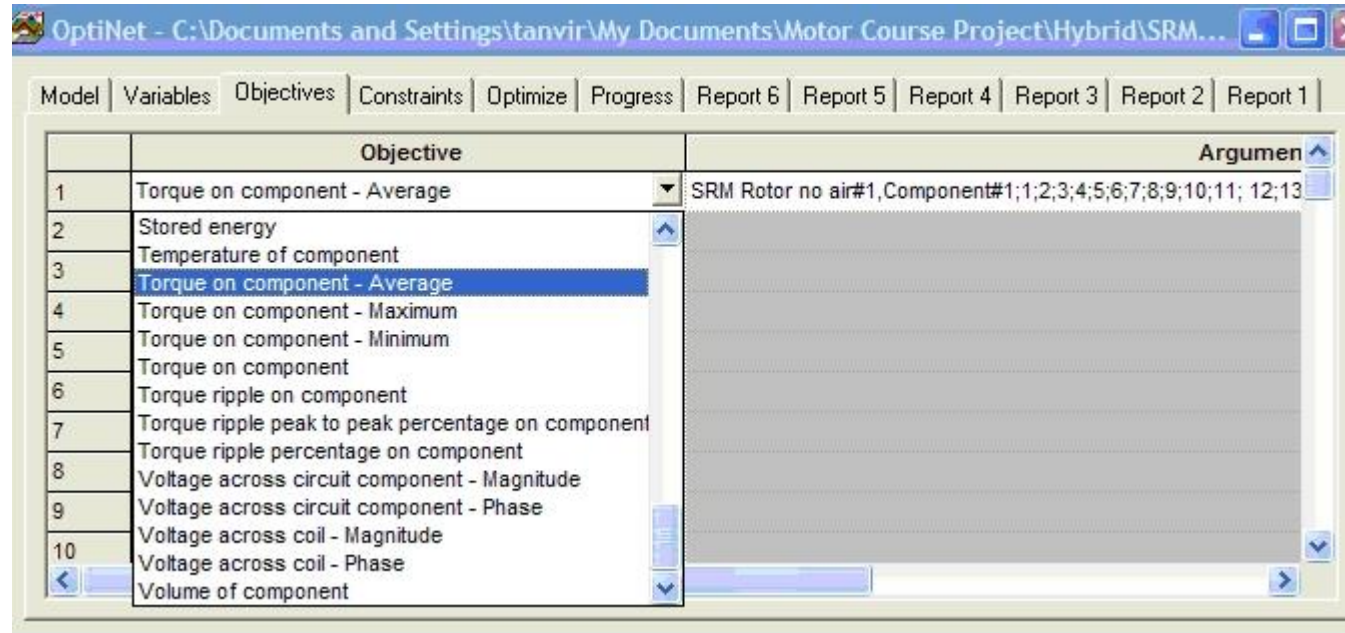 OptiNet - C:\Documents and Settings\tanvir\My Documents\Motor Course Project\Hybrid\SRM...
Model Variables Objectives Constraints Optimize Progress Report 6 Report 5 Report 4 Report 3 Report 2 Report 1
Objective Argumen
1 Torque on component - Average SRM Rotor no air#1,Component#1;1;2;3;4;5;6;7;8;9;10;11; 12;13
2
3
4
5
6
7
8
9
10
Stored energy
Temperature of component
Torque on component - Average
Torque on component - Maximum
Torque on component - Minimum
Torque on component
Torque ripple on component
Torque ripple peak to peak percentage on component
Torque ripple percentage on component
Voltage across circuit component - Magnitude
Voltage across circuit component - Phase
Voltage across coil - Magnitude
Voltage across coil - Phase
Volume of component